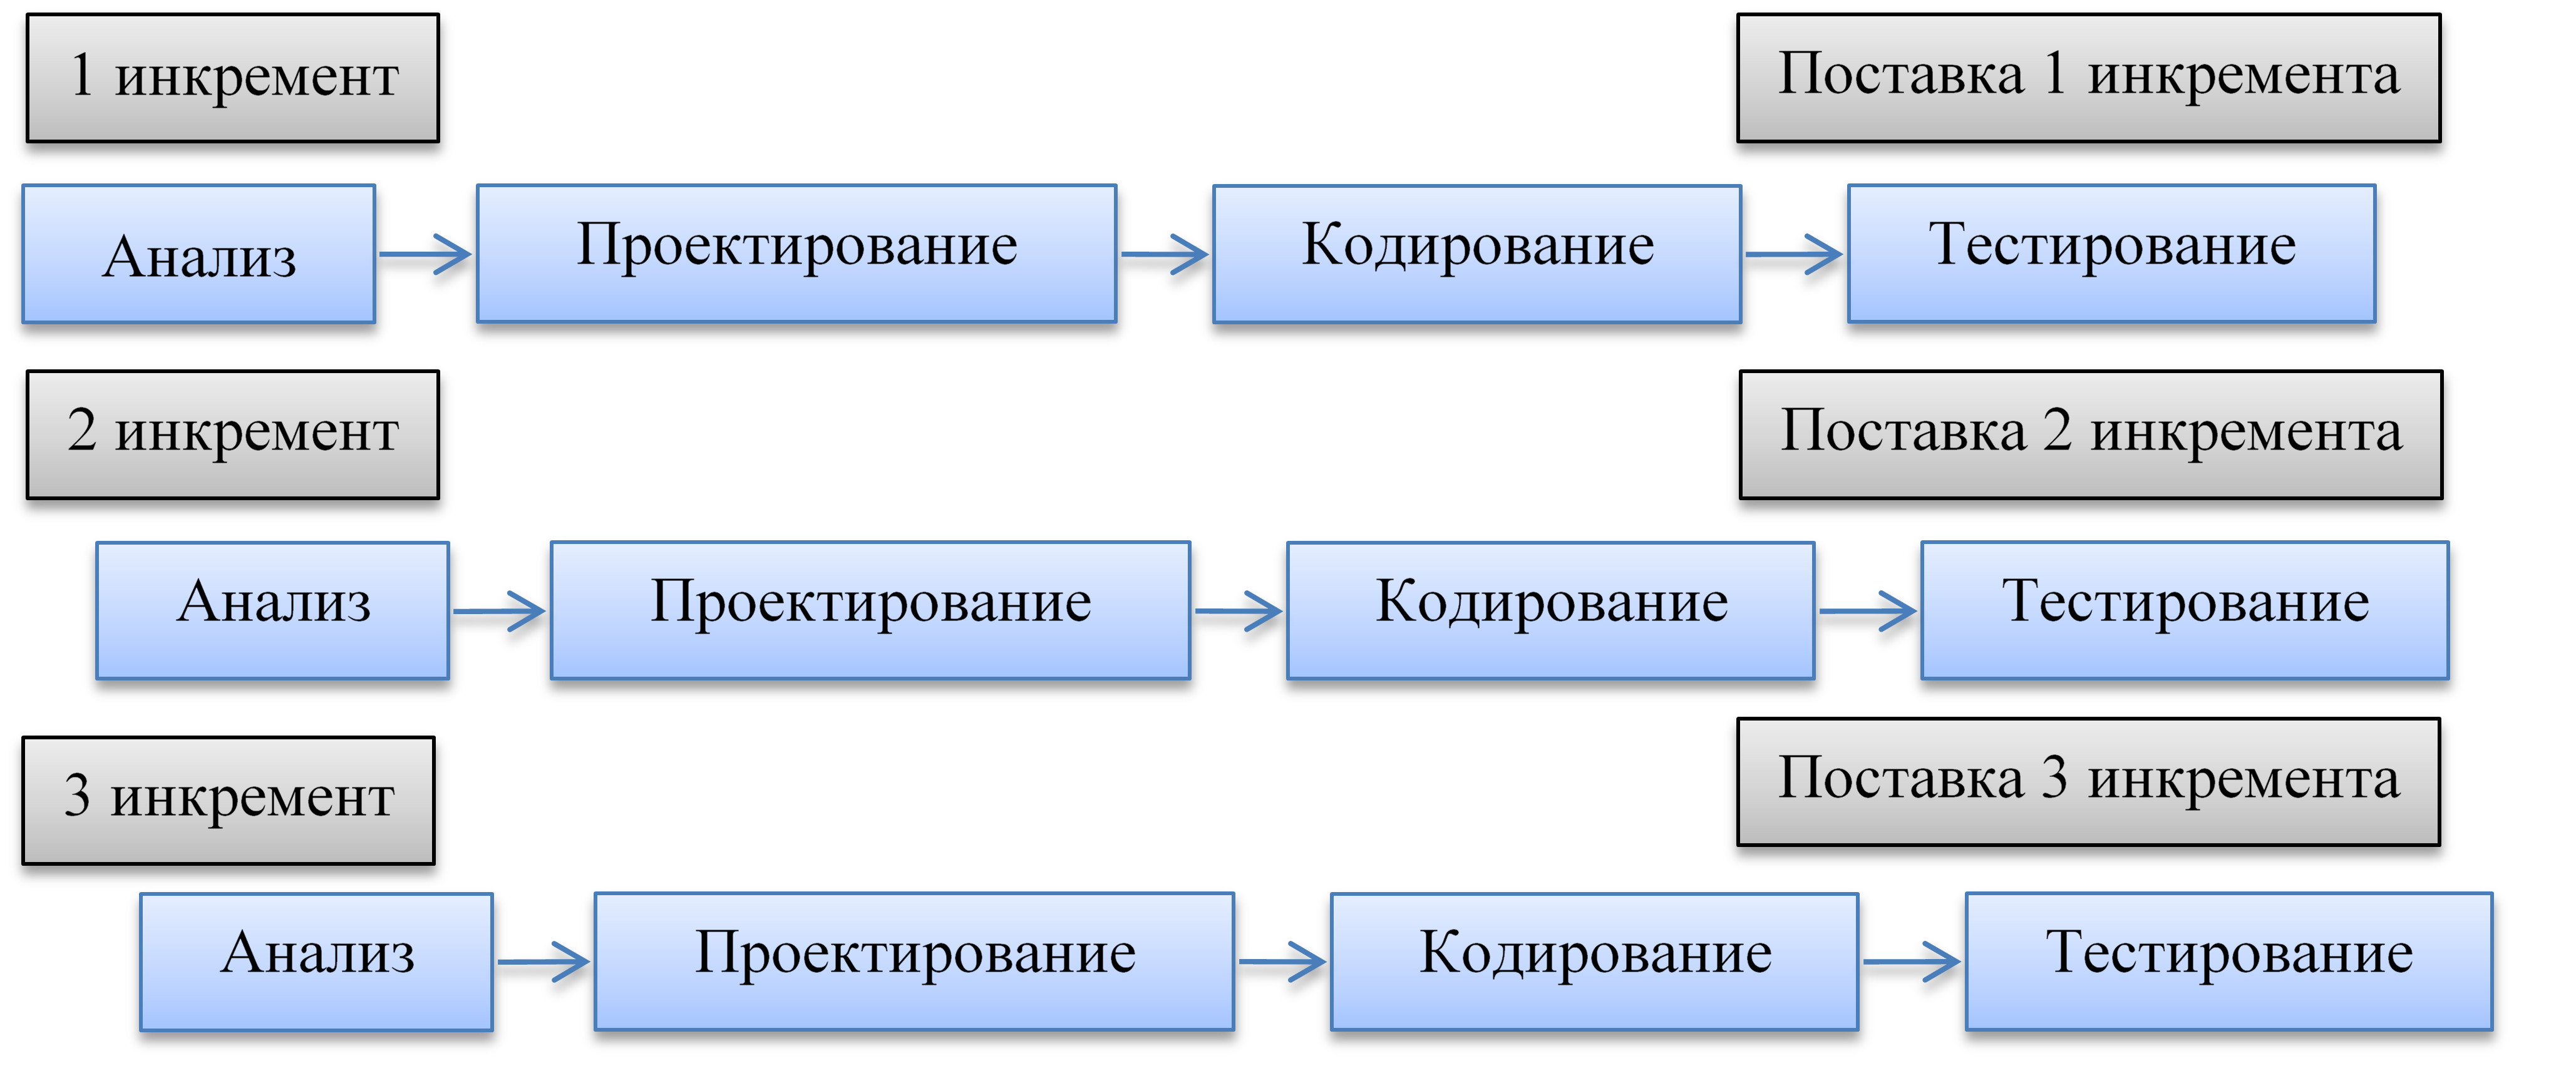 1 инкремент
Поставка 1 инкремента
Анализ
Проектирование
Кодирование
Тестирование
2 инкремент
Поставка 2 инкремента
Анализ
Проектирование
Кодирование
Тестирование
3 инкремент
Поставка 3 инкремента
Анализ
Проектирование
Кодирование
Тестирование